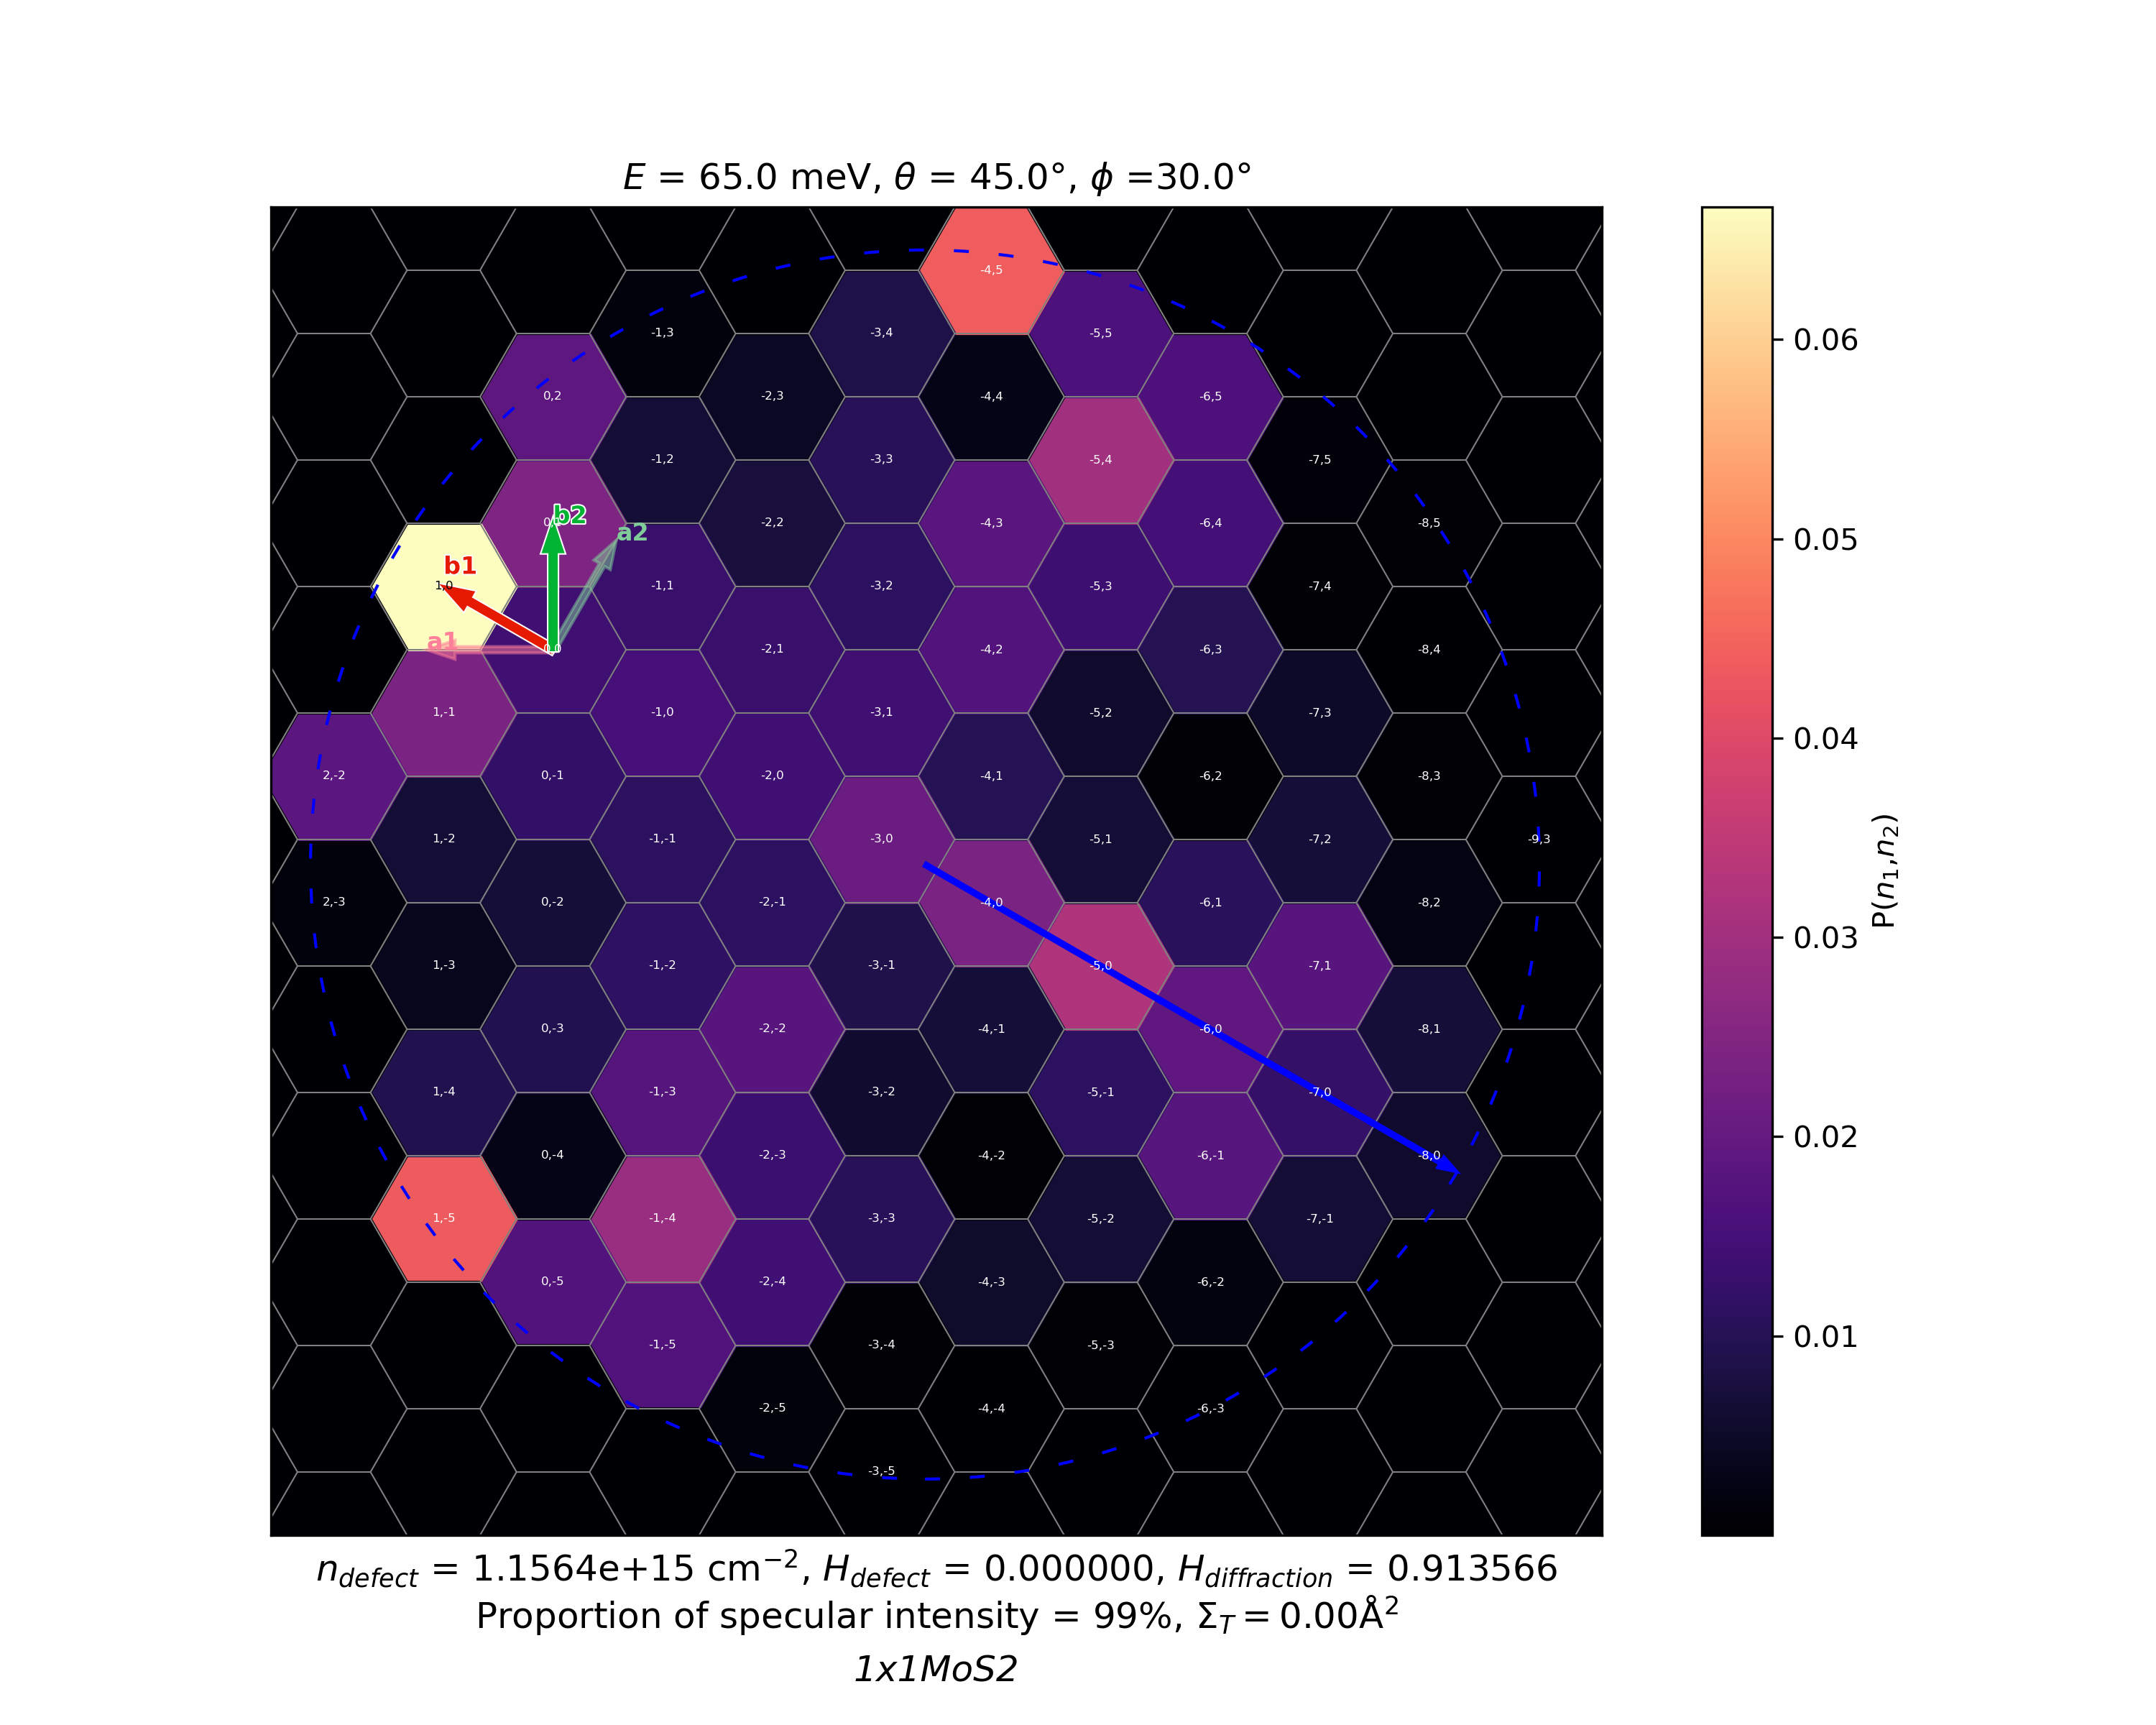 E = 65.0 meV, θ = 45.0°, ϕ =30.0°
-4,5
-1,3 -3,4 -5,5
0,2 -2,3 -4,4 -6,5
-1,2 -3,3 -5,4 -7,5
b2 -2,2 -4,3 -6,4 -8,5
a2
b1
1,0 -1,1 -3,2 -5,3 -7,4
a1 0,0 -2,1 -4,2 -6,3 -8,4
1,-1 -1,0 -3,1 -5,2 -7,3
2,-2 0,-1 -2,0 -4,1 -6,2 -8,3
1,-2 -1,-1 -3,0 -5,1 -7,2 -9,3
2,-3 0,-2 -2,-1 -4,0 -6,1 -8,2
1,-3 -1,-2 -3,-1 -5,0 -7,1
0,-3 -2,-2 -4,-1 -6,0 -8,1
1,-4 -1,-3 -3,-2 -5,-1 -7,0
0,-4 -2,-3 -4,-2 -6,-1 -8,0
1,-5 -1,-4 -3,-3 -5,-2 -7,-1
0,-5 -2,-4 -4,-3 -6,-2
-1,-5 -3,-4 -5,-3
-2,-5 -4,-4 -6,-3
-3,-5
0.06
0.05
0.04
0.03
0.02
0.01
P(n₁,n₂)
n_defect = 1.1564e+15 cm⁻², H_defect = 0.000000, H_diffraction = 0.913566
Proportion of specular intensity = 99%, Σ_T = 0.00Å²
1x1MoS2